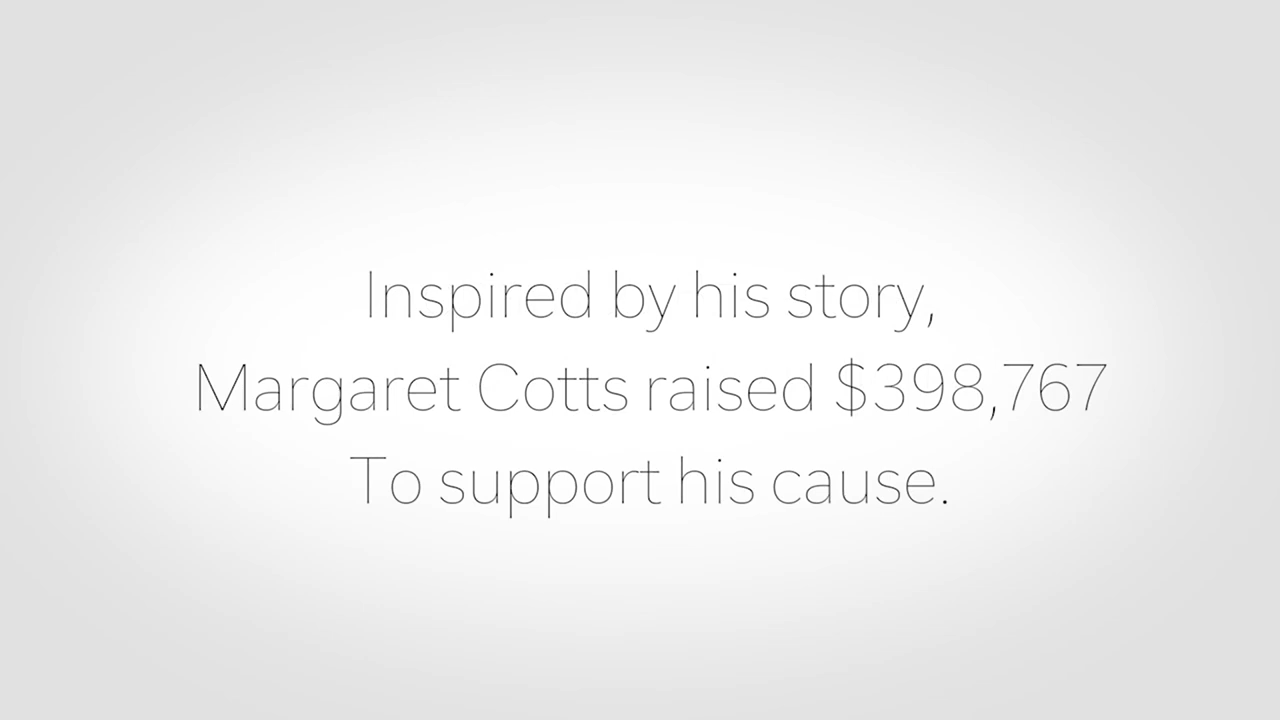 Inspired by his story,
Margaret Cotts raised $398,767
To support his cause.